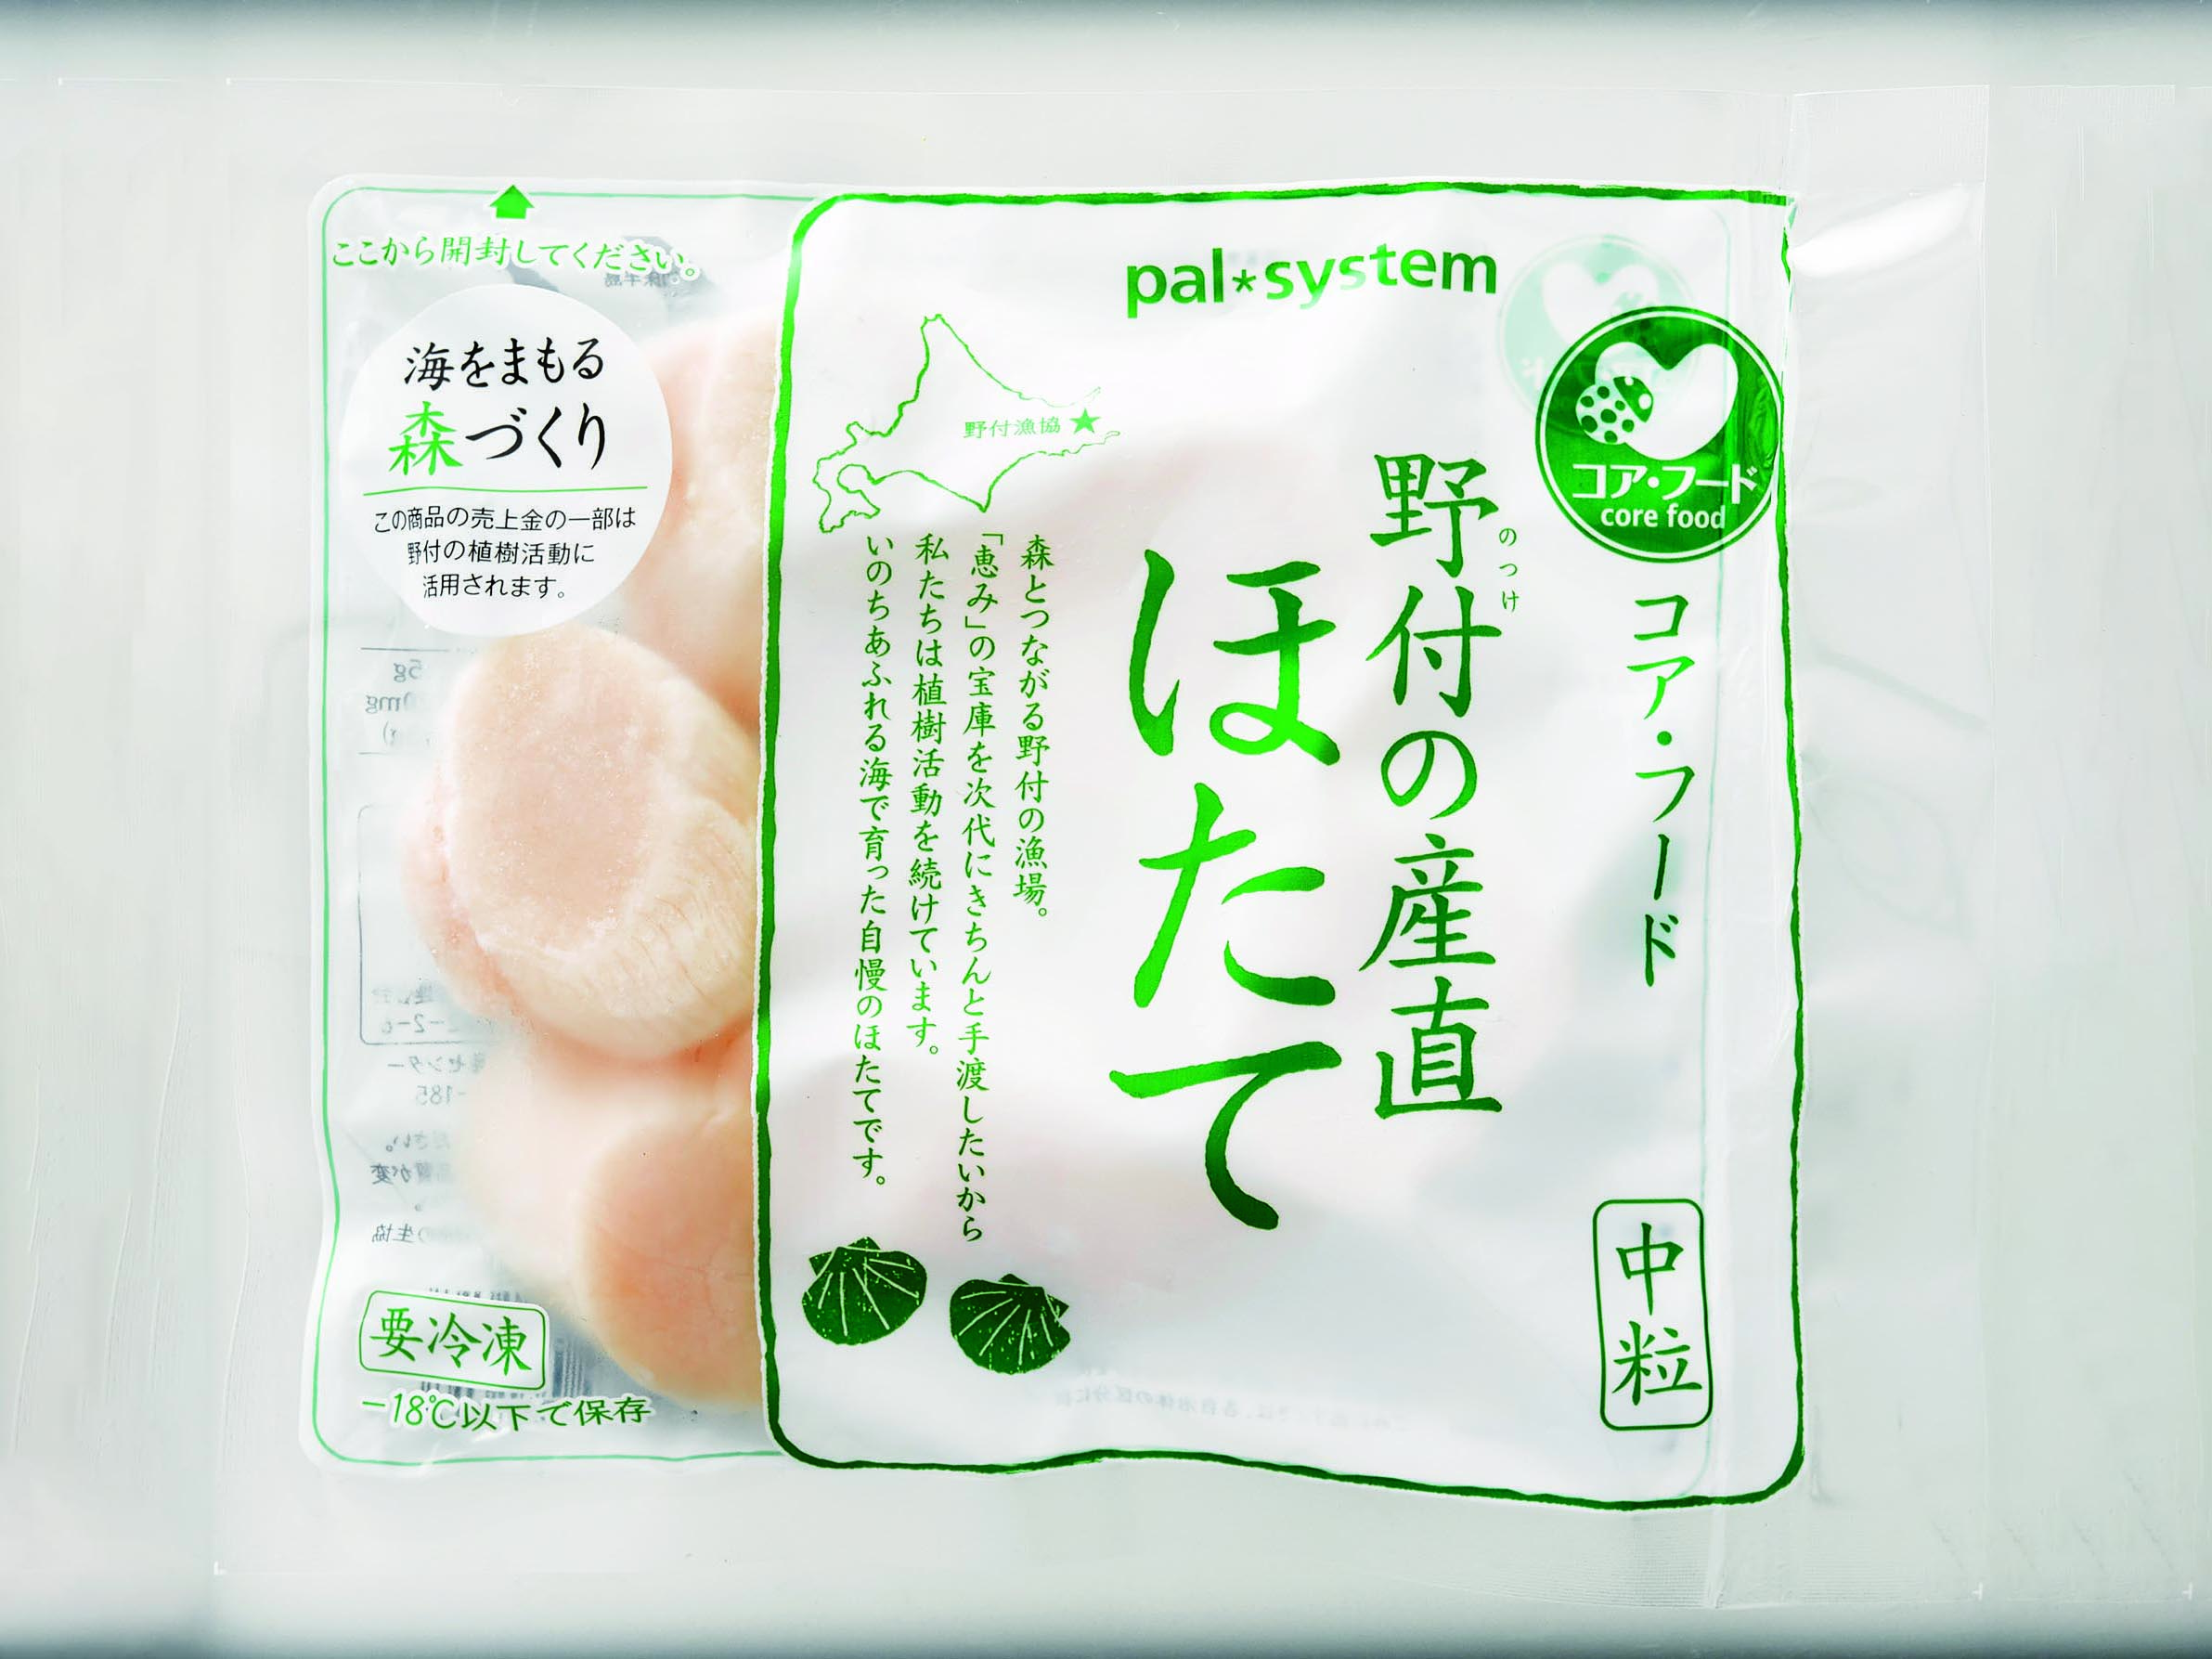 ここから開封してください。
海をまもる
森づくり
この商品の売上金の一部は
野付の植樹活動に
活用されます。
要冷凍
－18℃以下で保存
pal*system
コア・フード
core food
コア・フード
野付の産直
のつけ
ほたて
中粒
野付漁協★
森とつながる野付の漁場。
「恵み」の宝庫を次代にきちんと手渡したいから
私たちは植樹活動を続けています。
いのちあふれる海で育った自慢のほたてです。